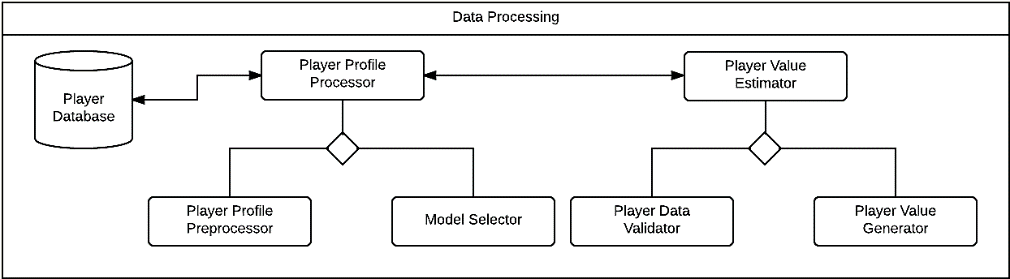 Data Processing
Player
Database
Player Profile
Processor
Player Value
Estimator
Player Profile
Preprocessor
Model Selector
Player Data
Validator
Player Value
Generator